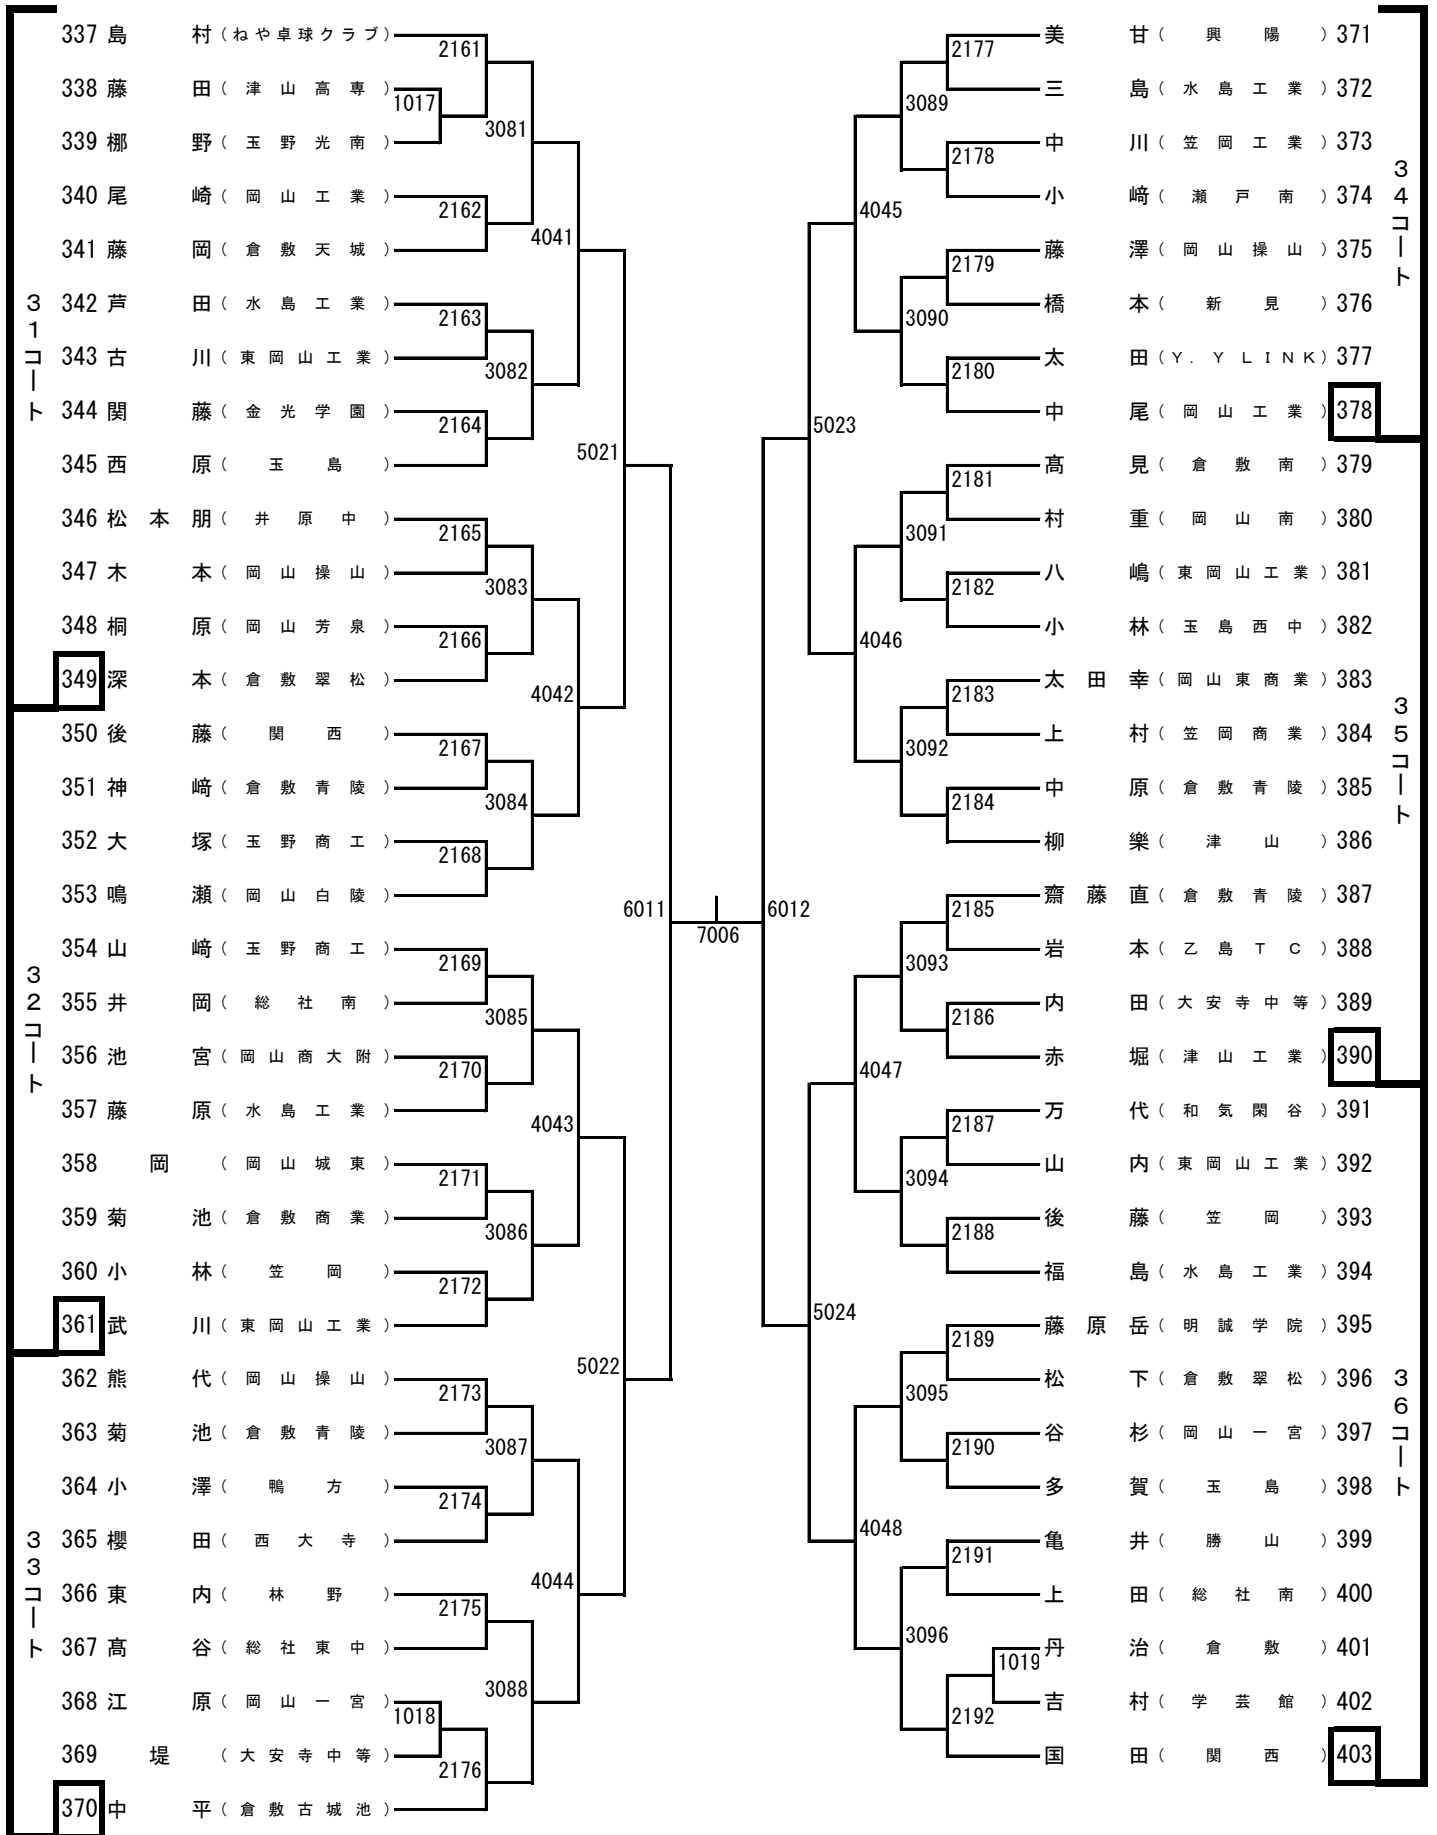 31コート
337 島村(ねや卓球クラブ)
338 藤田(津山高専)
339 梛野(玉野光南)
340 尾崎(岡山工業)
341 藤岡(倉敷天城)
342 芦田(水島工業)
343 古川(東岡山工業)
344 関藤(金光学園)
345 西原(玉島)
346 松本朋(井原中)
347 木本(岡山操山)
348 桐原(岡山芳泉)
349 深本(倉敷翠松)
32コート
350 後藤(関西)
351 神﨑(倉敷青陵)
352 大塚(玉野商工)
353 鳴瀬(岡山白陵)
354 山﨑(玉野商工)
355 井岡(総社南)
356 池宮(岡山商大附)
357 藤原(水島工業)
358 岡(岡山城東)
359 菊池(倉敷商業)
360 小林(笠岡)
361 武川(東岡山工業)
33コート
362 熊代(岡山操山)
363 菊池(倉敷青陵)
364 小澤(鴨方)
365 櫻田(西大寺)
366 東内(林野)
367 髙谷(総社東中)
368 江原(岡山一宮)
369 堤(大安寺中等)
370 中平(倉敷古城池)
1017
1018
2161
2162
2163
2164
2165
2166
2167
2168
2169
2170
2171
2172
2173
2174
2175
2176
3081
3082
3083
3084
3085
3086
3087
3088
4041
4042
4043
4044
5021
5022
6011
7006
6012
5023
5024
4045
4046
4047
4048
3089
3090
3091
3092
3093
3094
3095
3096
2177
2178
2179
2180
2181
2182
2183
2184
2185
2186
2187
2188
2189
2190
2191
2192
1019
34コート
美甘(興陽)371
三島(水島工業)372
中川(笠岡工業)373
小﨑(瀬戸南)374
藤澤(岡山操山)375
橋本(新見)376
太田(Y.YLINK)377
中尾(岡山工業)378
35コート
髙見(倉敷南)379
村重(岡山南)380
八嶋(東岡山工業)381
小林(玉島西中)382
太田幸(岡山東商業)383
上村(笠岡商業)384
中原(倉敷青陵)385
柳樂(津山)386
齋藤直(倉敷青陵)387
岩本(乙島TC)388
内田(大安寺中等)389
赤堀(津山工業)390
36コート
万代(和気閑谷)391
山内(東岡山工業)392
後藤(笠岡)393
福島(水島工業)394
藤原岳(明誠学院)395
松下(倉敷翠松)396
谷杉(岡山一宮)397
多賀(玉島)398
亀井(勝山)399
上田(総社南)400
丹治(倉敷)401
吉村(学芸館)402
国田(関西)403